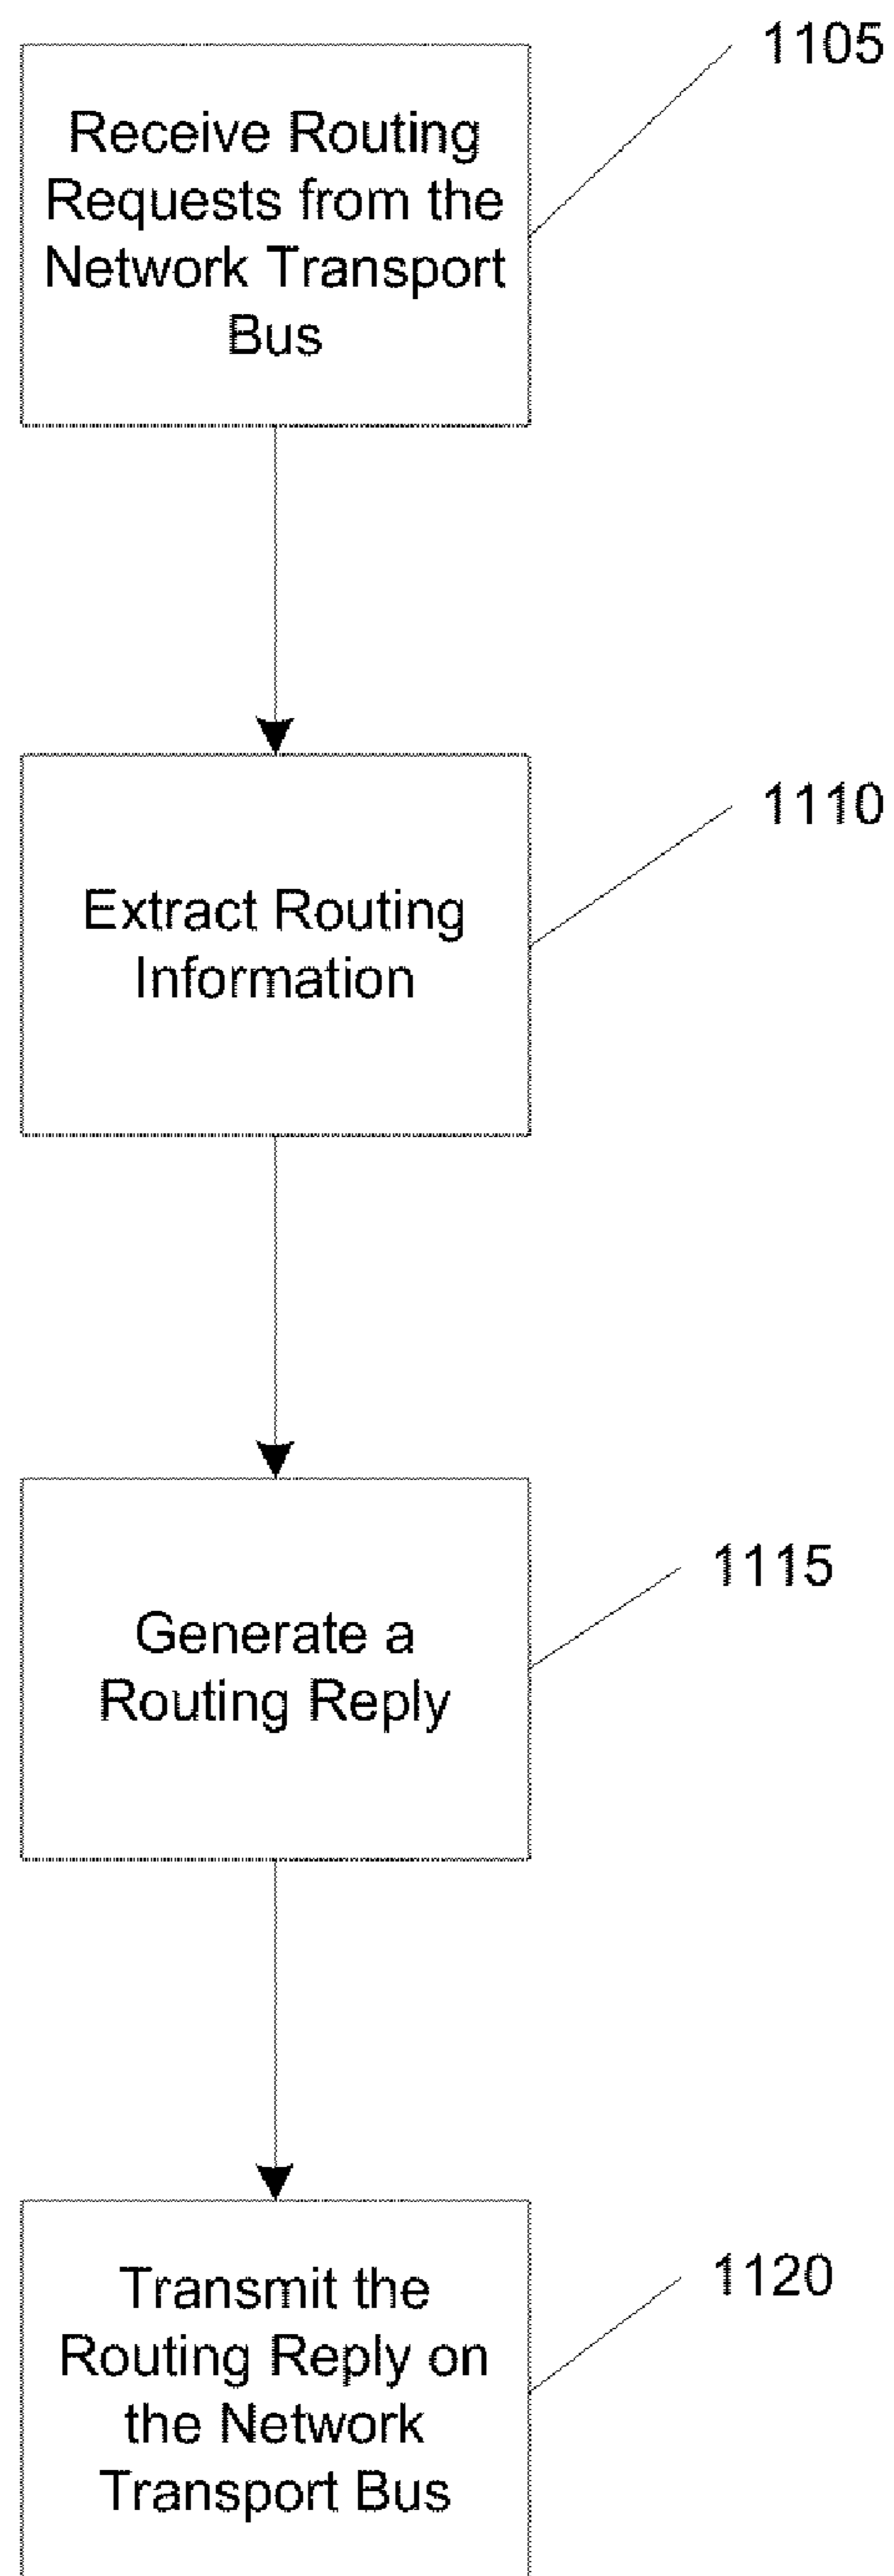 1105
Receive Routing
Requests from the
Network Transport
Bus
1110
Extract Routing
Information
1115
Generate a
Routing Reply
1120
Transmit the
Routing Reply on
the Network
Transport Bus